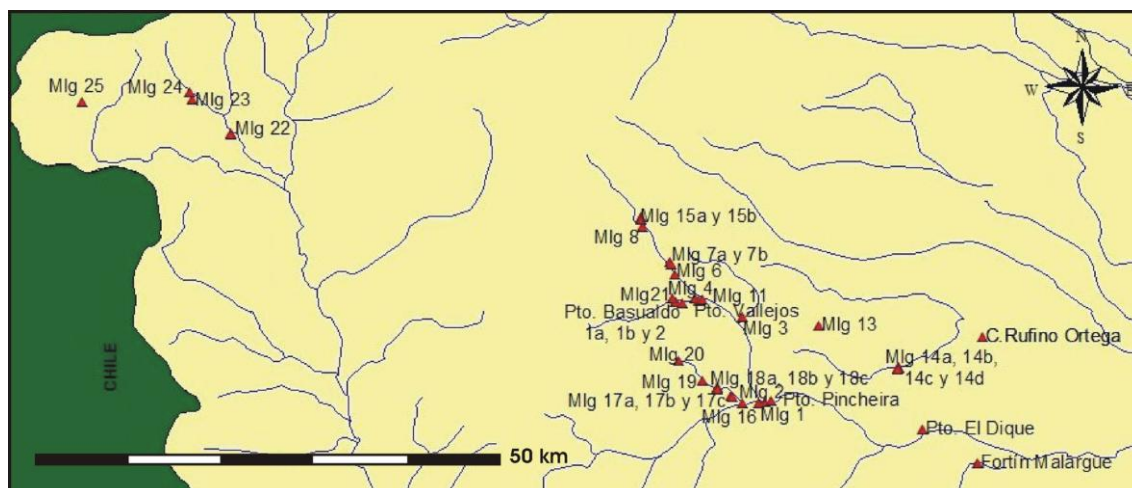 N
W
S
Mlg 25
Mlg 24
Mlg 23
Mlg 22
Mlg 15a y 15b
Mlg 8
Mlg 7a y 7b
Mlg 6
Mlg 4
Mlg21
Mlg 11
Pto. Basualdo
1a, 1b y 2
Pto. Vallejos
Mlg 3
Mlg 13
C.Rufino Ortega
Mlg 20
Mlg 14a, 14b,
14c y 14d
Mlg 19
Mlg 18a, 18b y 18c
Mlg 17a, 17b y 17c
Mlg 2
Pto. Pincheira
Mlg 16
Mlg 1
Pto. El Dique
Fortín Malargue
CHILE
50 km